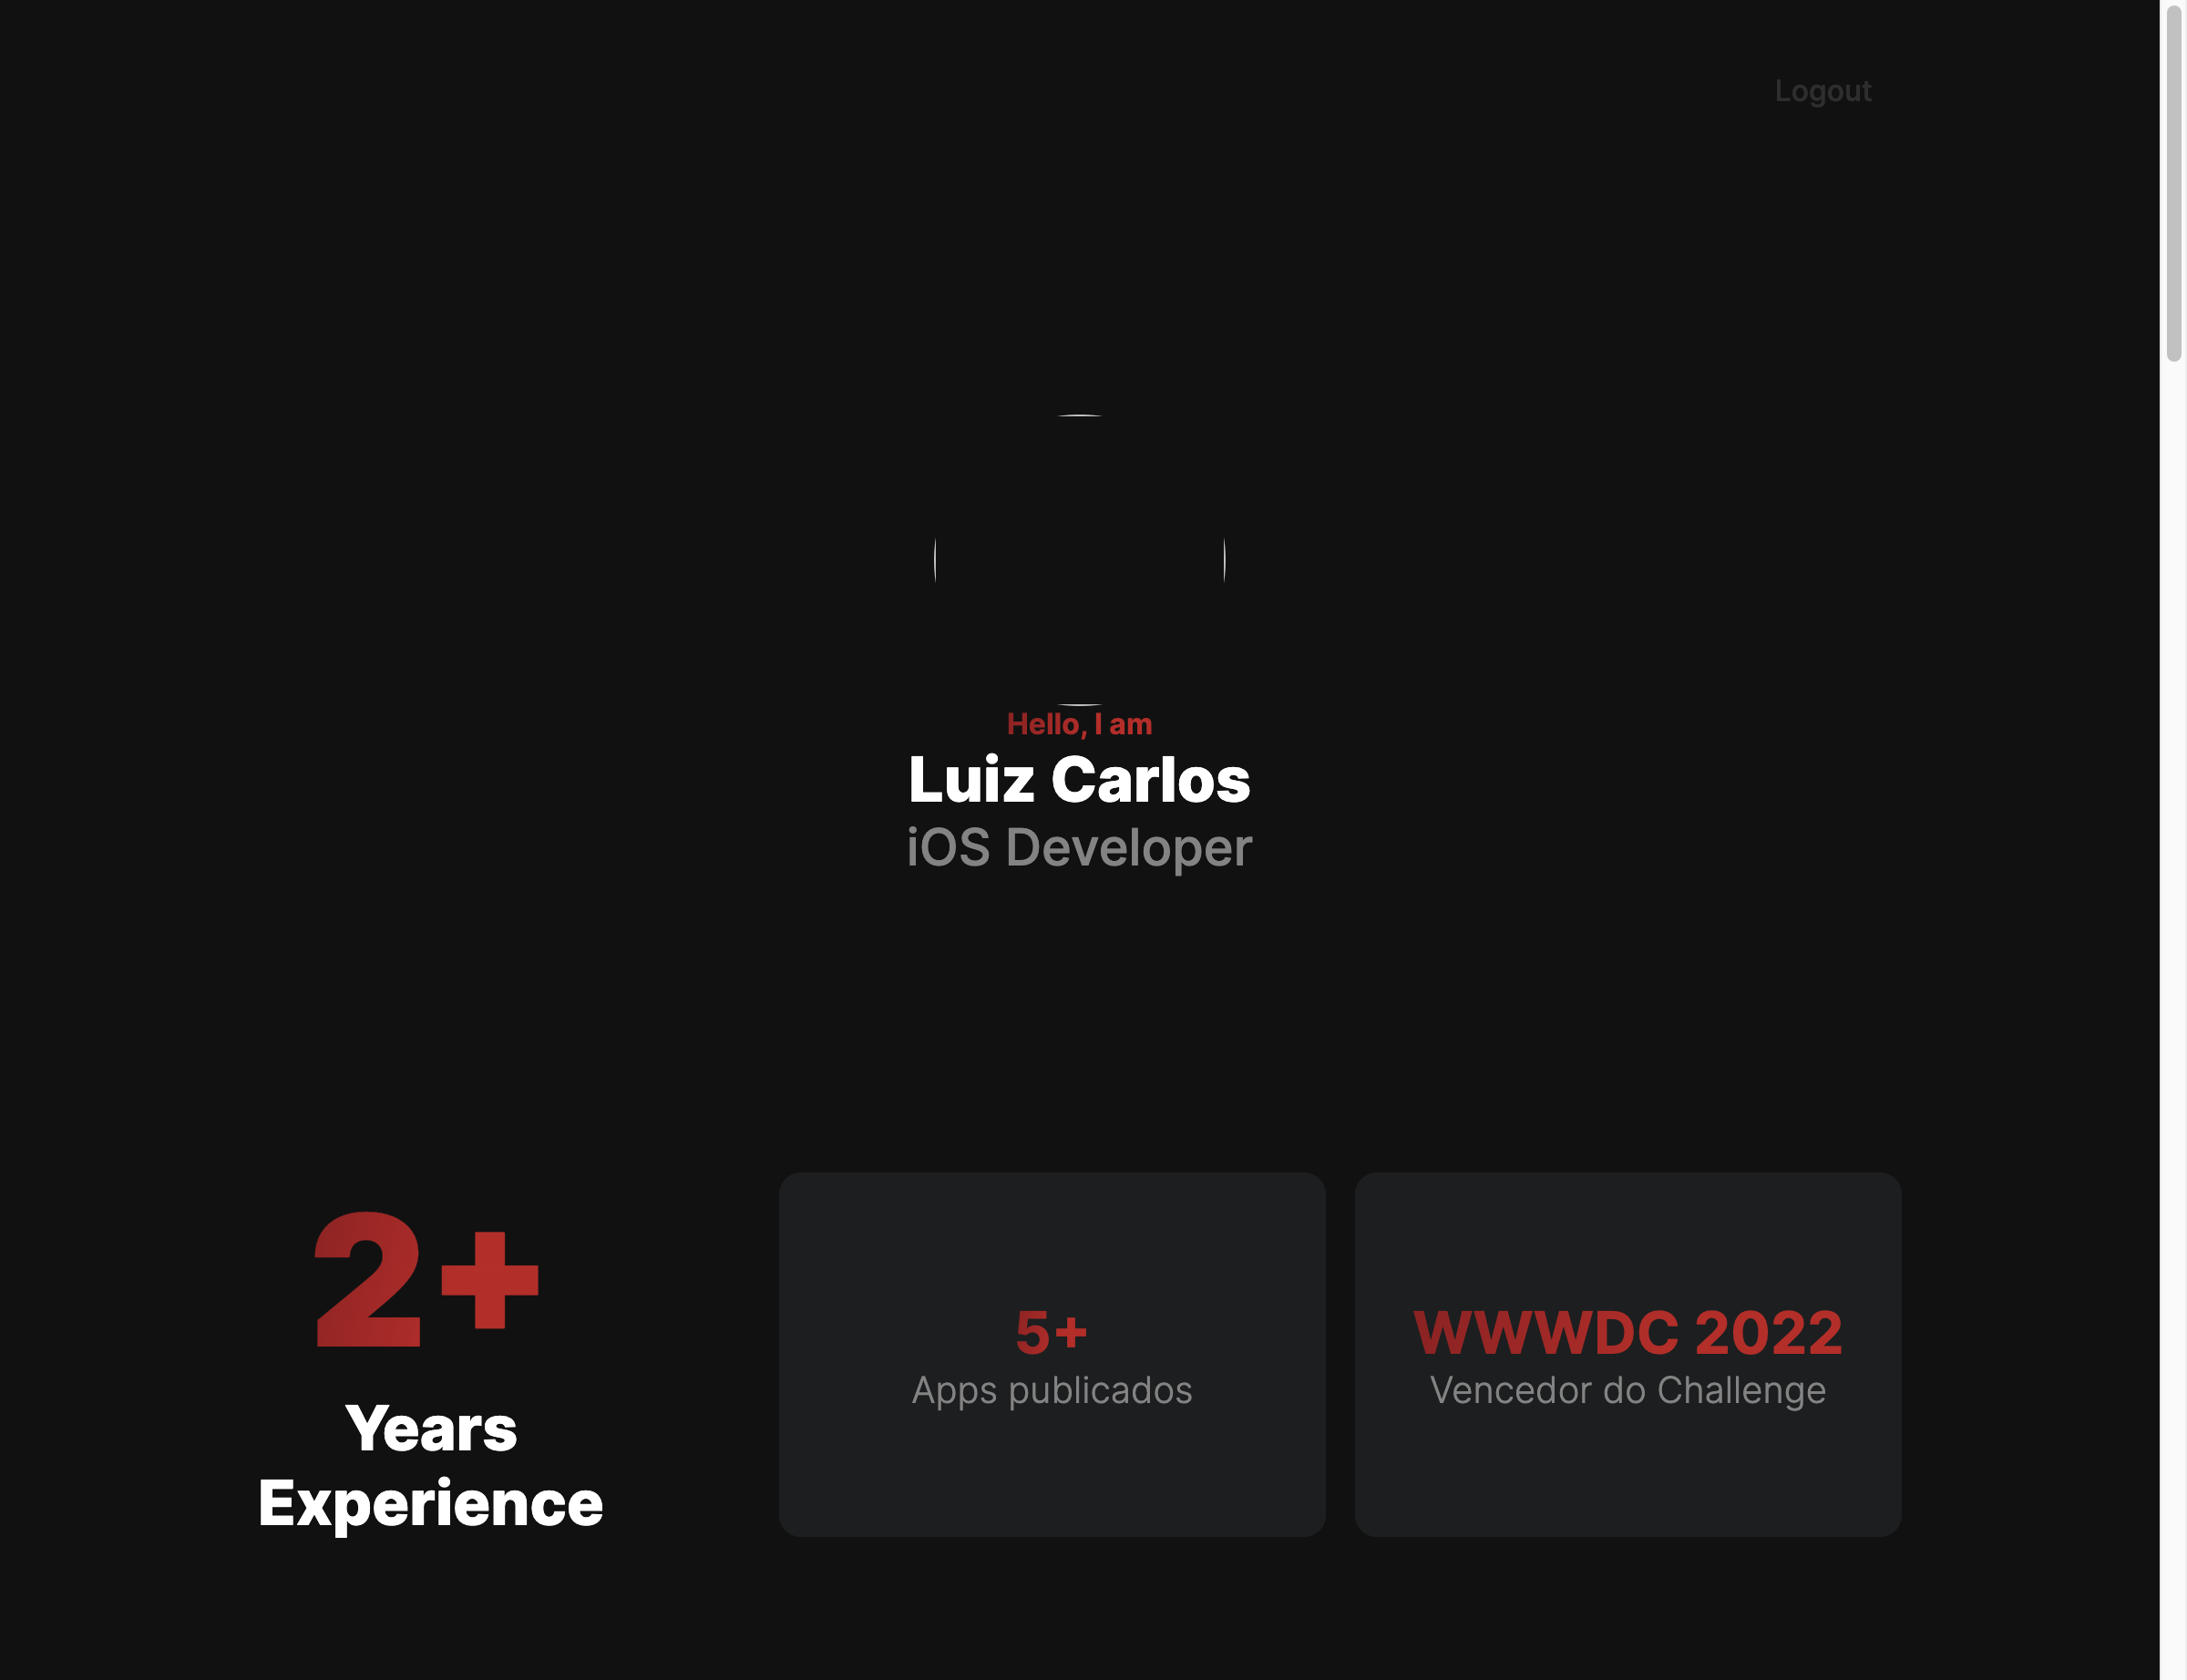 Logout
Hello, I am
Luiz Carlos
iOS Developer
2+
Years
Experience
5+
Apps publicados
WWWDC 2022
Vencedor do Challenge